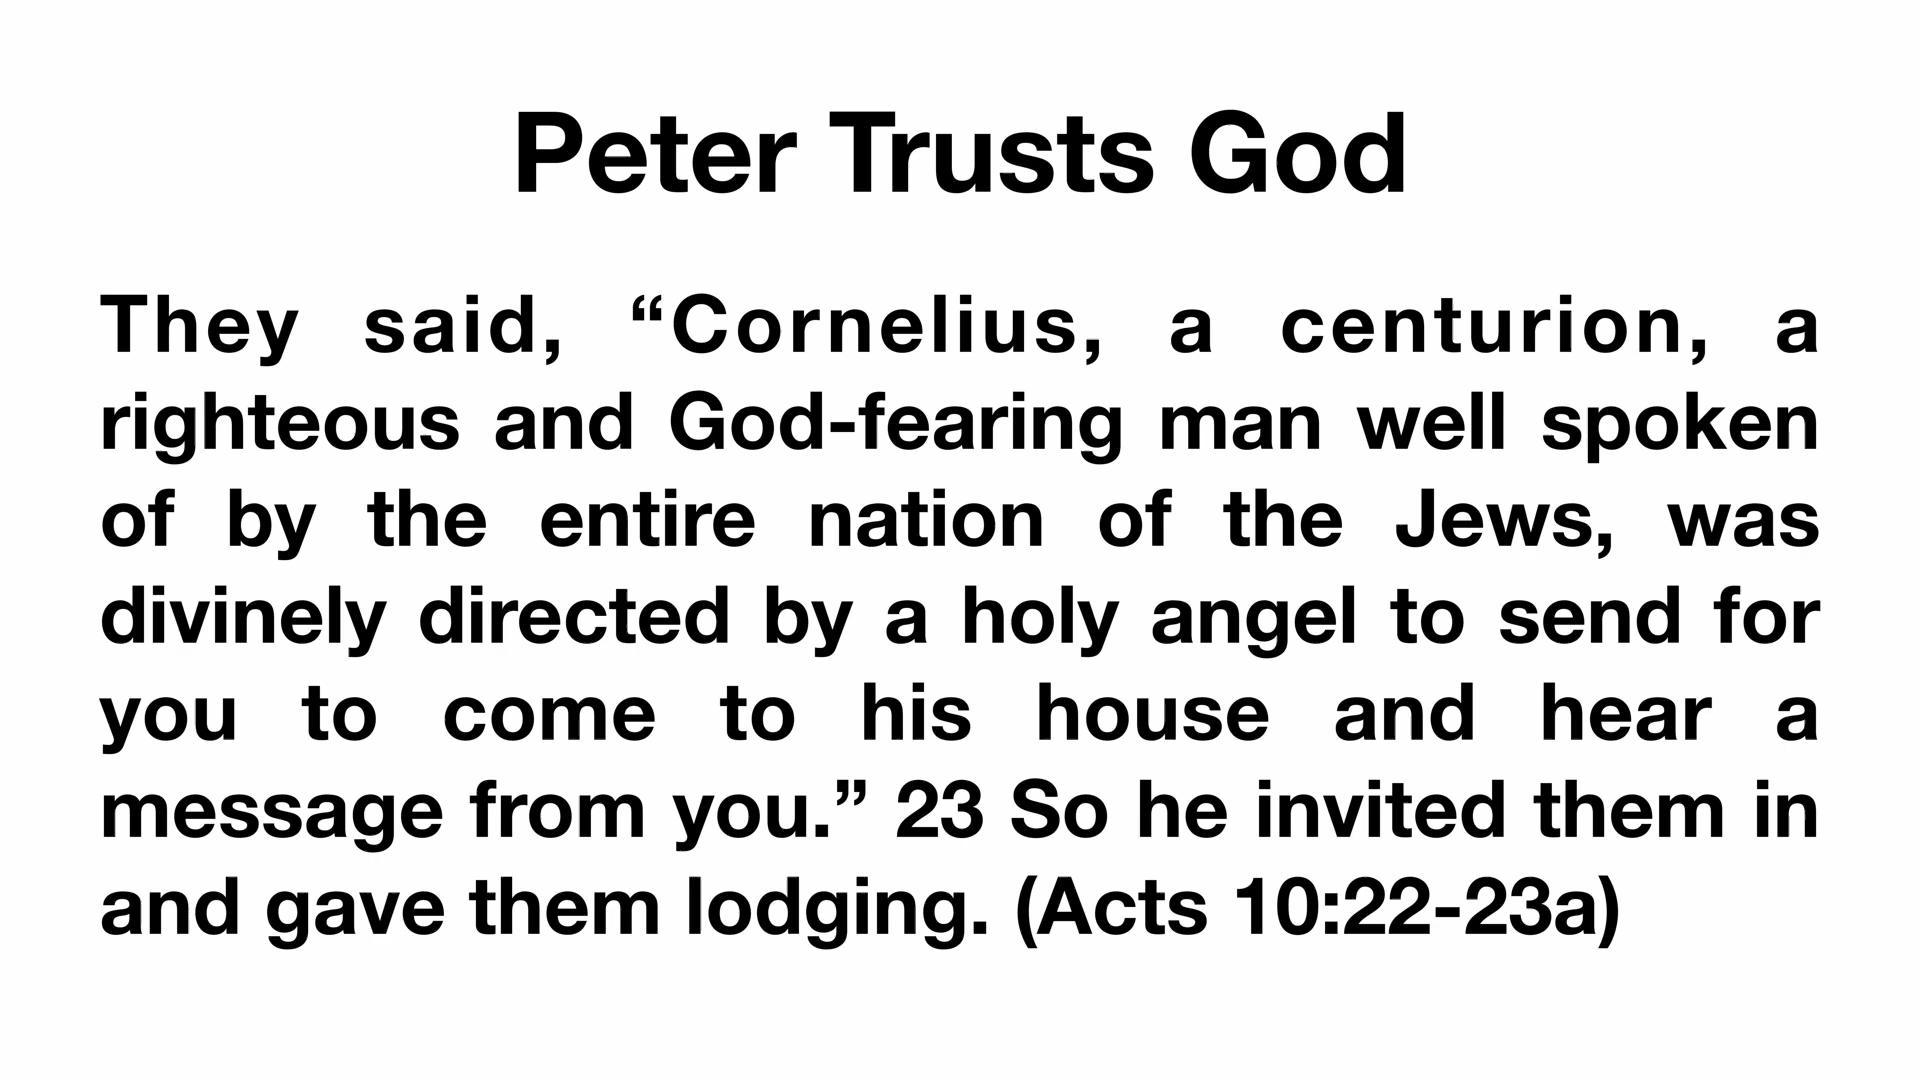 Peter Trusts God
They said, “Cornelius, a centurion, a
righteous and God-fearing man well spoken
of by the entire nation of the Jews, was
divinely directed by a holy angel to send for
you to come to his house and hear a
message from you.” 23 So he invited them in
and gave them lodging. (Acts 10:22-23a)